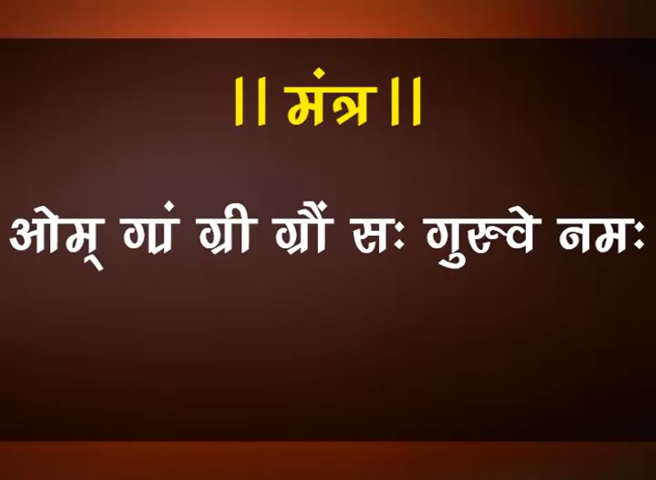 || मंत्र ||
ओम् ग्रां ग्री ग्रौं सः गुरूवे नमः